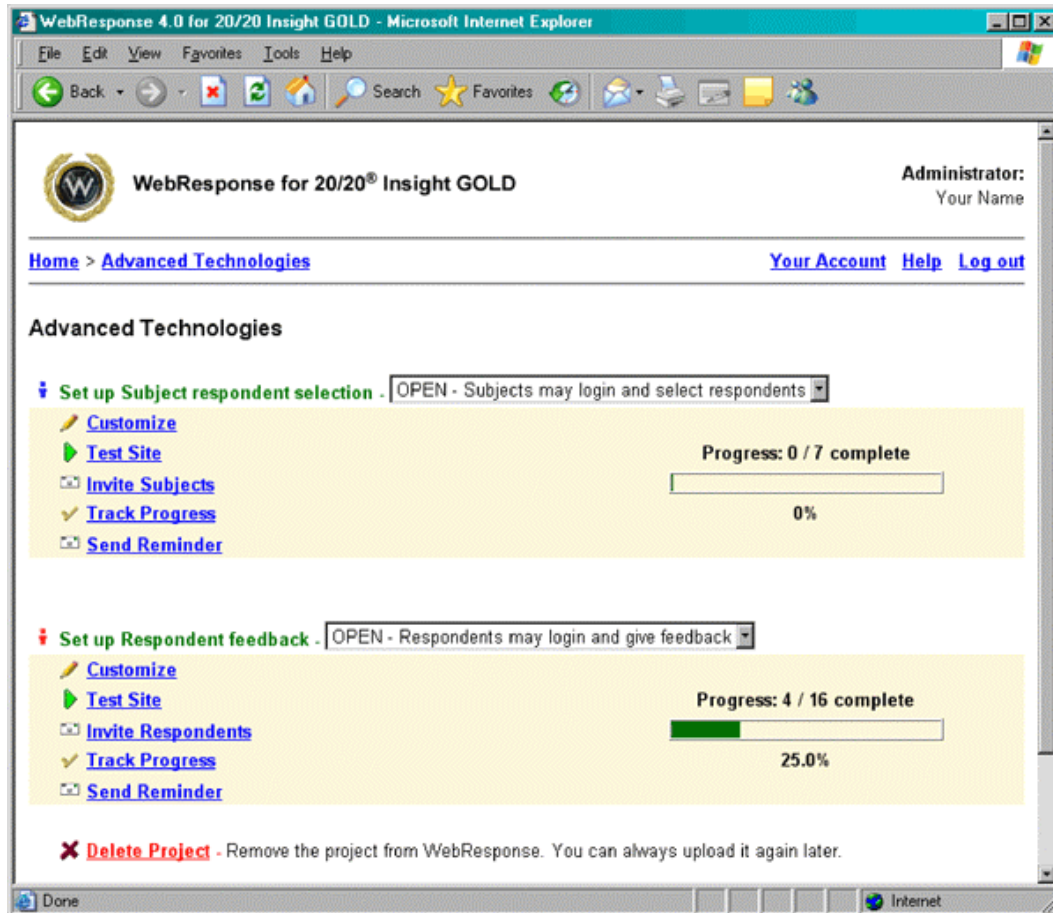 WebResponse 4.0 for 20/20 Insight GOLD - Microsoft Internet Explorer
File Edit View Favorites Tools Help
Back Search Favorites
W
WebResponse for 20/20® Insight GOLD
Administrator:
Your Name
Home > Advanced Technologies Your Account Help Log out
Advanced Technologies
Set up Subject respondent selection - OPEN - Subjects may login and select respondents
Customize
Test Site Progress: 0 / 7 complete
Invite Subjects
Track Progress 0%
Send Reminder
Set up Respondent feedback - OPEN - Respondents may login and give feedback
Customize
Test Site Progress: 4 / 16 complete
Invite Respondents
Track Progress 25.0%
Send Reminder
Delete Project - Remove the project from WebResponse. You can always upload it again later.
Done Internet